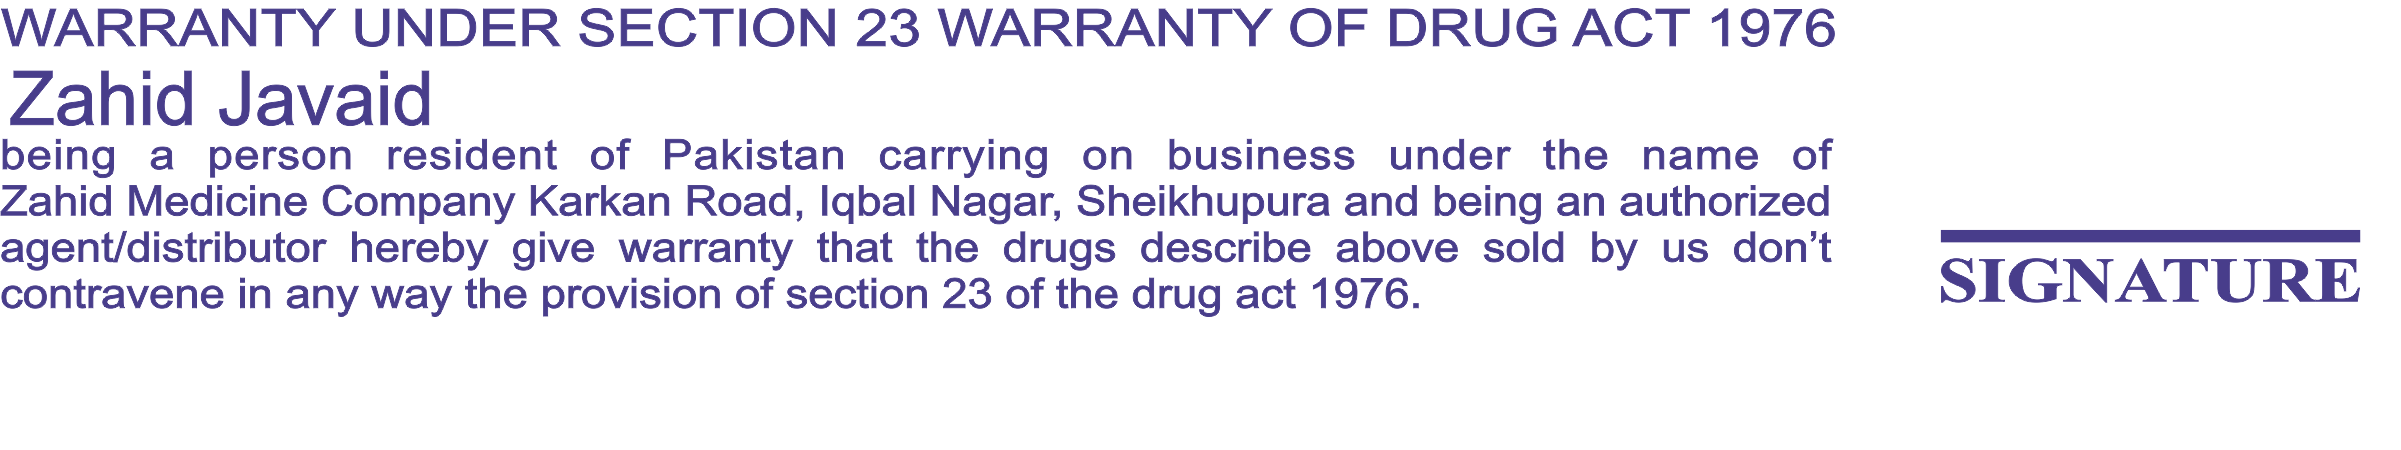 WARRANTY UNDER SECTION 23 WARRANTY OF DRUG ACT 1976
Zahid Javaid
being a person resident of Pakistan carrying on business under the name of
Zahid Medicine Company Karkan Road, Iqbal Nagar, Sheikhupura and being an authorized
agent/distributor hereby give warranty that the drugs describe above sold by us don’t
contravene in any way the provision of section 23 of the drug act 1976.
SIGNATURE